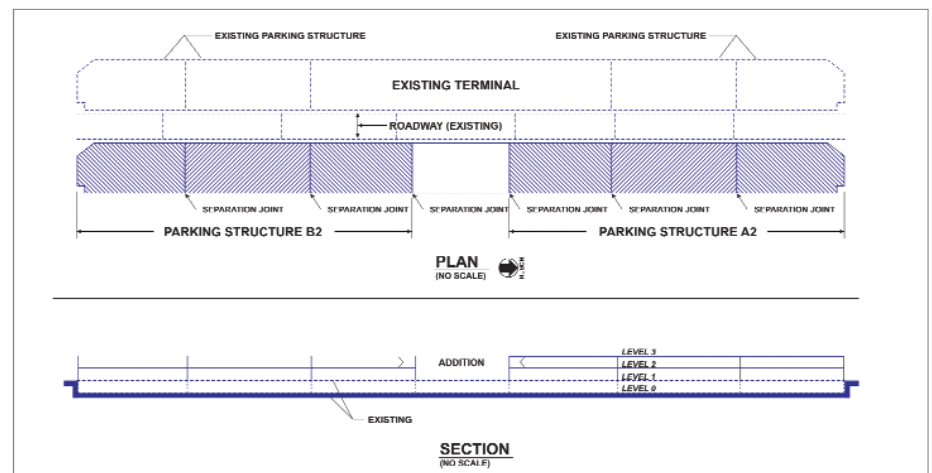 EXISTING PARKING STRUCTURE
EXISTING PARKING STRUCTURE
EXISTING TERMINAL
ROADWAY (EXISTING)
SEPARATION JOINT
SEPARATION JOINT
SEPARATION JOINT
SEPARATION JOINT
SEPARATION JOINT
SEPARATION JOINT
PARKING STRUCTURE B2
PARKING STRUCTURE A2
PLAN
(NO SCALE)
ADDITION
LEVEL 3
LEVEL 2
LEVEL 1
LEVEL 0
EXISTING
SECTION
(NO SCALE)